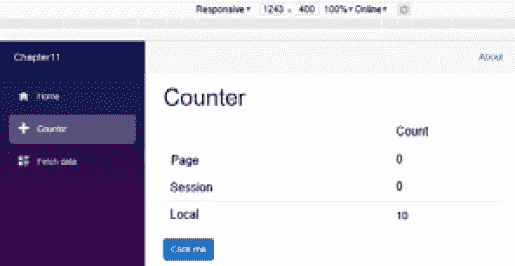 Responsive 1243 × 400 100% Online
Chapter11
About
Home
Counter
Fetch data
Counter
Count
Page 0
Session 0
Local 10
Click me